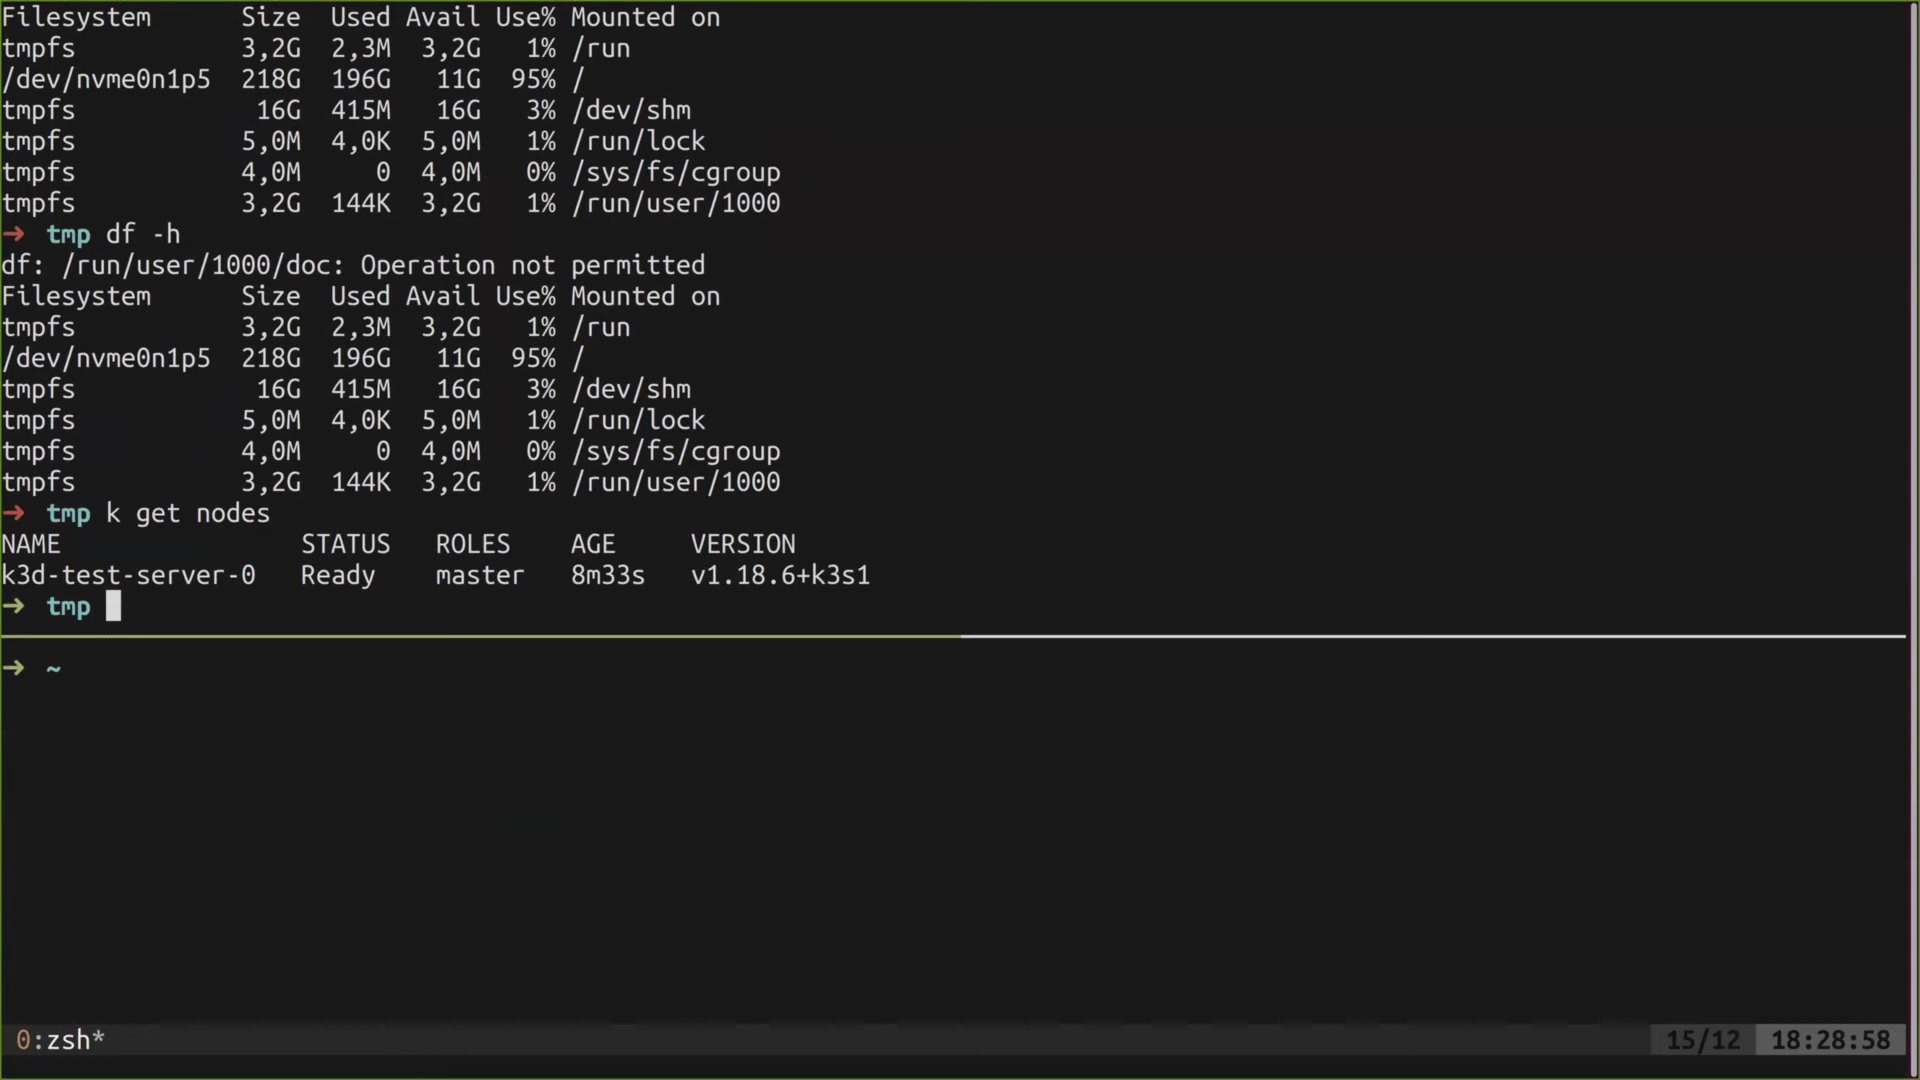 Filesystem      Size  Used Avail Use% Mounted on
tmpfs           3,2G  2,3M  3,2G   1% /run
/dev/nvme0n1p5  218G  196G   11G  95% /
tmpfs            16G  415M   16G   3% /dev/shm
tmpfs           5,0M  4,0K  5,0M   1% /run/lock
tmpfs           4,0M     0  4,0M   0% /sys/fs/cgroup
tmpfs           3,2G  144K  3,2G   1% /run/user/1000
→  tmp df -h
df: /run/user/1000/doc: Operation not permitted
Filesystem      Size  Used Avail Use% Mounted on
tmpfs           3,2G  2,3M  3,2G   1% /run
/dev/nvme0n1p5  218G  196G   11G  95% /
tmpfs            16G  415M   16G   3% /dev/shm
tmpfs           5,0M  4,0K  5,0M   1% /run/lock
tmpfs           4,0M     0  4,0M   0% /sys/fs/cgroup
tmpfs           3,2G  144K  3,2G   1% /run/user/1000
→  tmp k get nodes
NAME                STATUS   ROLES    AGE     VERSION
k3d-test-server-0   Ready    master   8m33s   v1.18.6+k3s1
→  tmp
→  ~
0:zsh* 15/12 18:28:58